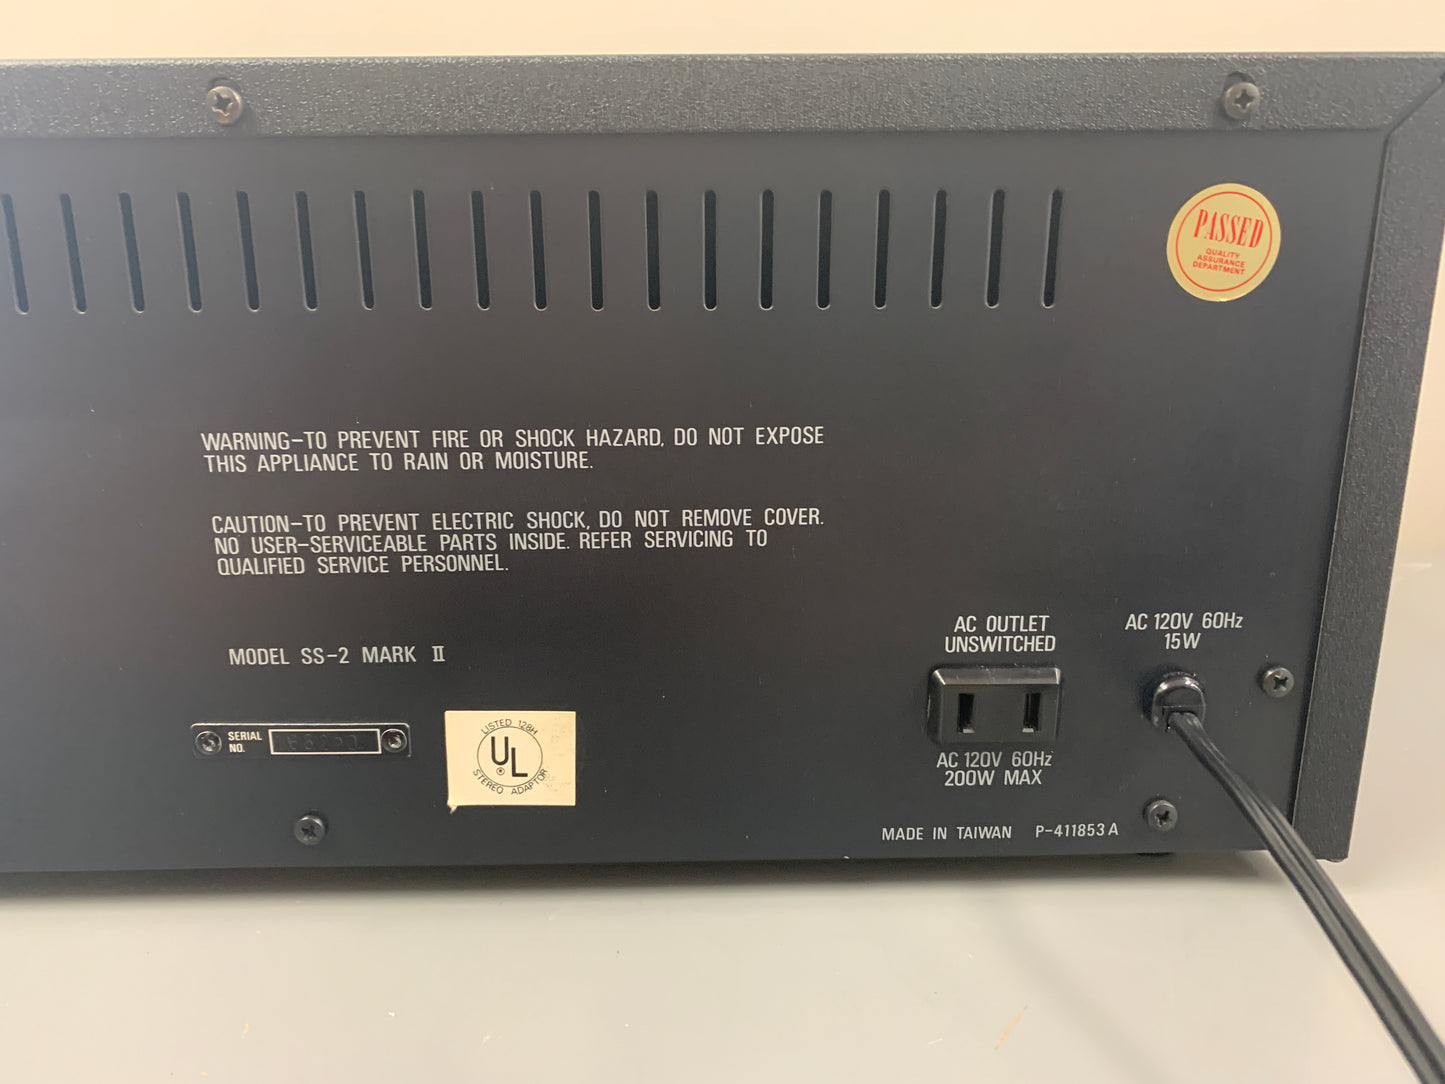 PASSED
QUALITY
ASSURANCE
DEPARTMENT
WARNING-TO PREVENT FIRE OR SHOCK HAZARD, DO NOT EXPOSE
THIS APPLIANCE TO RAIN OR MOISTURE.
CAUTION-TO PREVENT ELECTRIC SHOCK, DO NOT REMOVE COVER.
NO USER-SERVICEABLE PARTS INSIDE. REFER SERVICING TO
QUALIFIED SERVICE PERSONNEL.
AC OUTLET
UNSWITCHED
AC 120V 60Hz
15W
MODEL SS-2 MARK II
SERIAL
NO.
LISTED 128H
UL
®
STEREO ADAPTOR
AC 120V 60Hz
200W MAX
MADE IN TAIWAN P-411853A